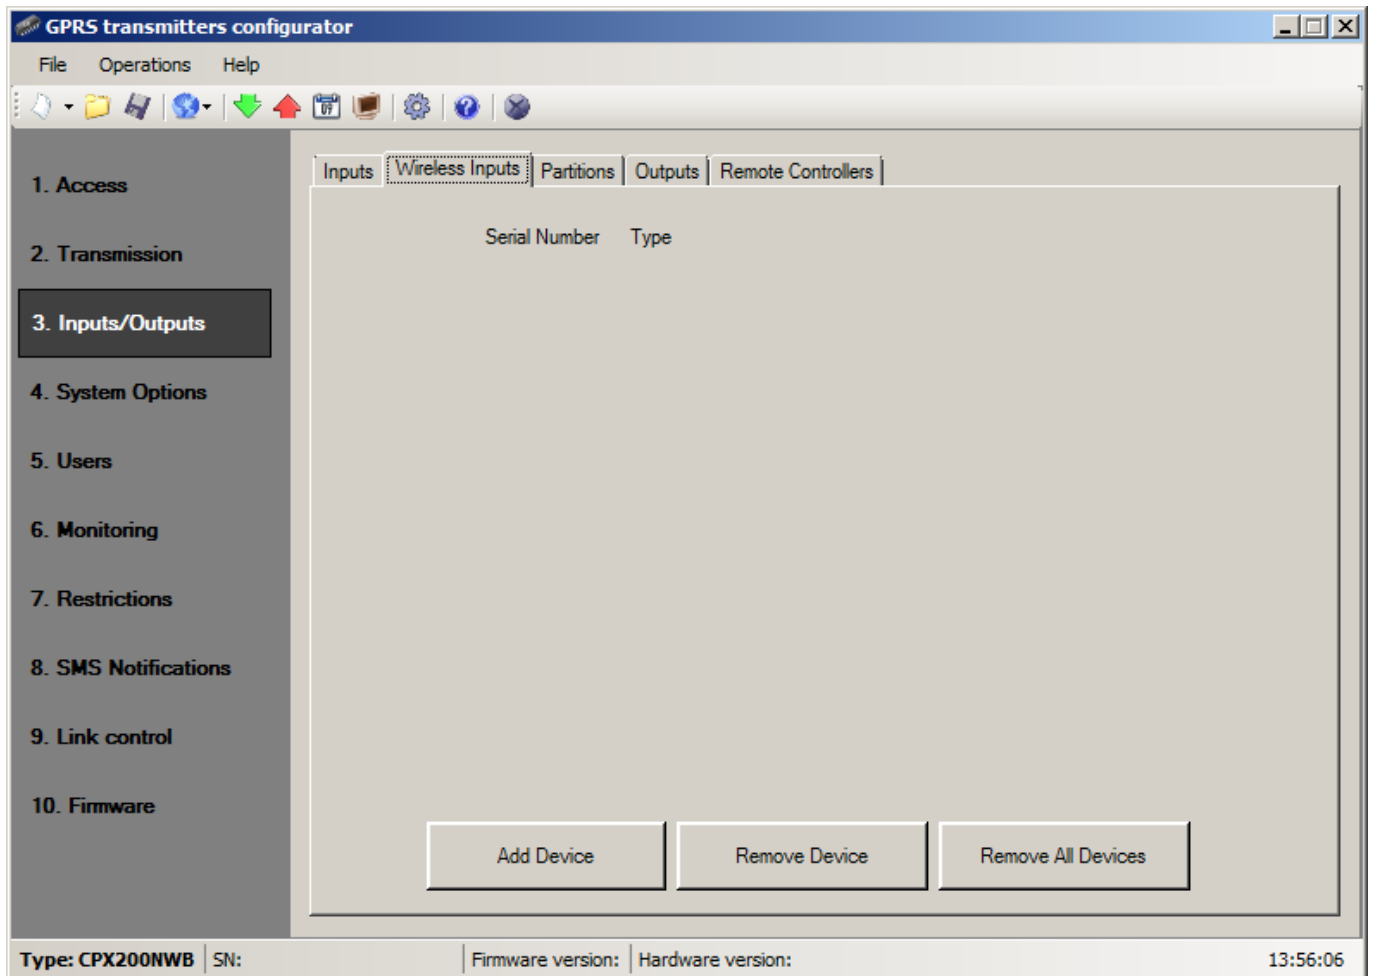 GPRS transmitters configurator
File Operations Help
1. Access
2. Transmission
3. Inputs/Outputs
4. System Options
5. Users
6. Monitoring
7. Restrictions
8. SMS Notifications
9. Link control
10. Firmware
Inputs Wireless Inputs Partitions Outputs Remote Controllers
Serial Number Type
Add Device Remove Device Remove All Devices
Type: CPX200NWB SN: Firmware version: Hardware version: 13:56:06